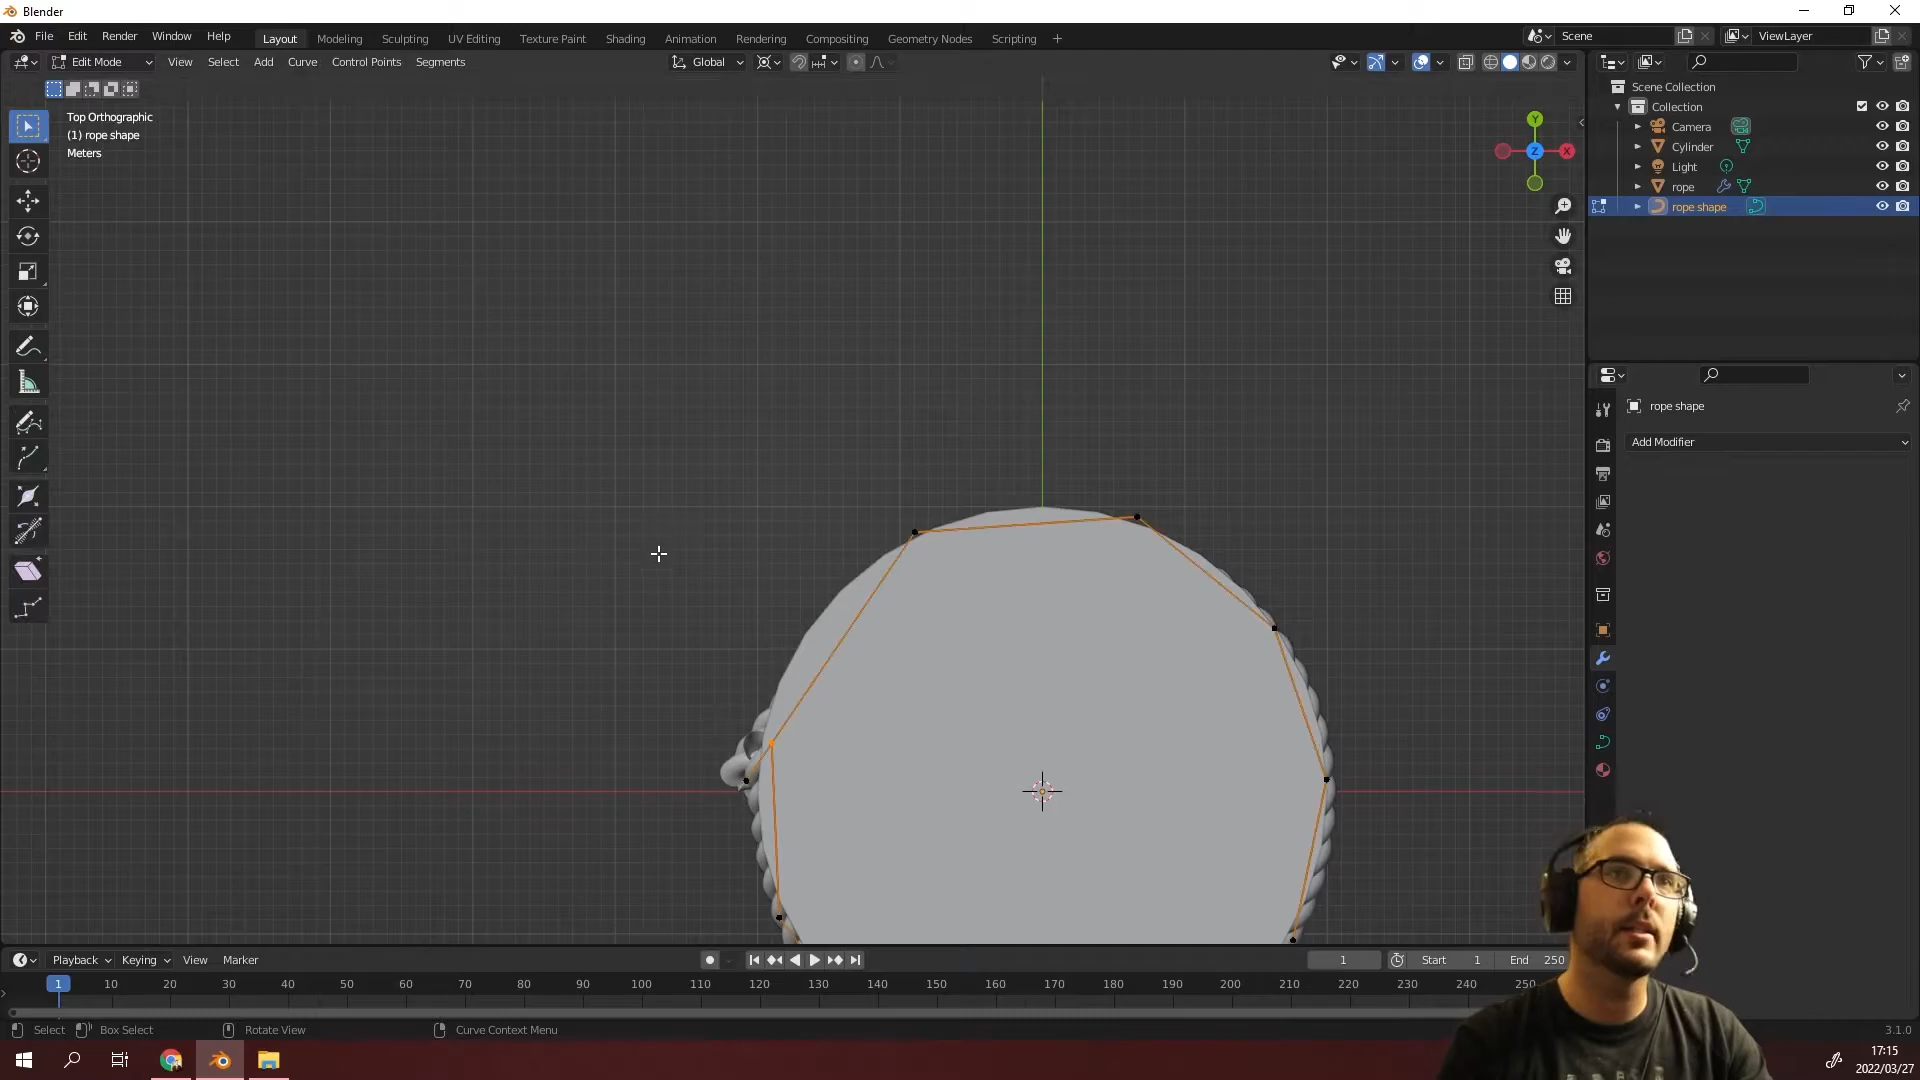 Blender
File Edit Render Window Help
Layout Modeling Sculpting UV Editing Texture Paint Shading Animation Rendering Compositing Geometry Nodes Scripting +
Scene
ViewLayer
Edit Mode View Select Add Curve Control Points Segments
Global
Top Orthographic
(1) rope shape
Meters
Y
Z
X
Scene Collection
Collection
Camera
Cylinder
Light
rope
rope shape
rope shape
Add Modifier
Playback Keying View Marker
1
Start 1
End 250
1 10 20 30 40 50 60 70 80 90 100 110 120 130 140 150 160 170 180 190 200 210 220 230 240 250
Select Box Select Rotate View Curve Context Menu
3.1.0
17:15
2022/03/27